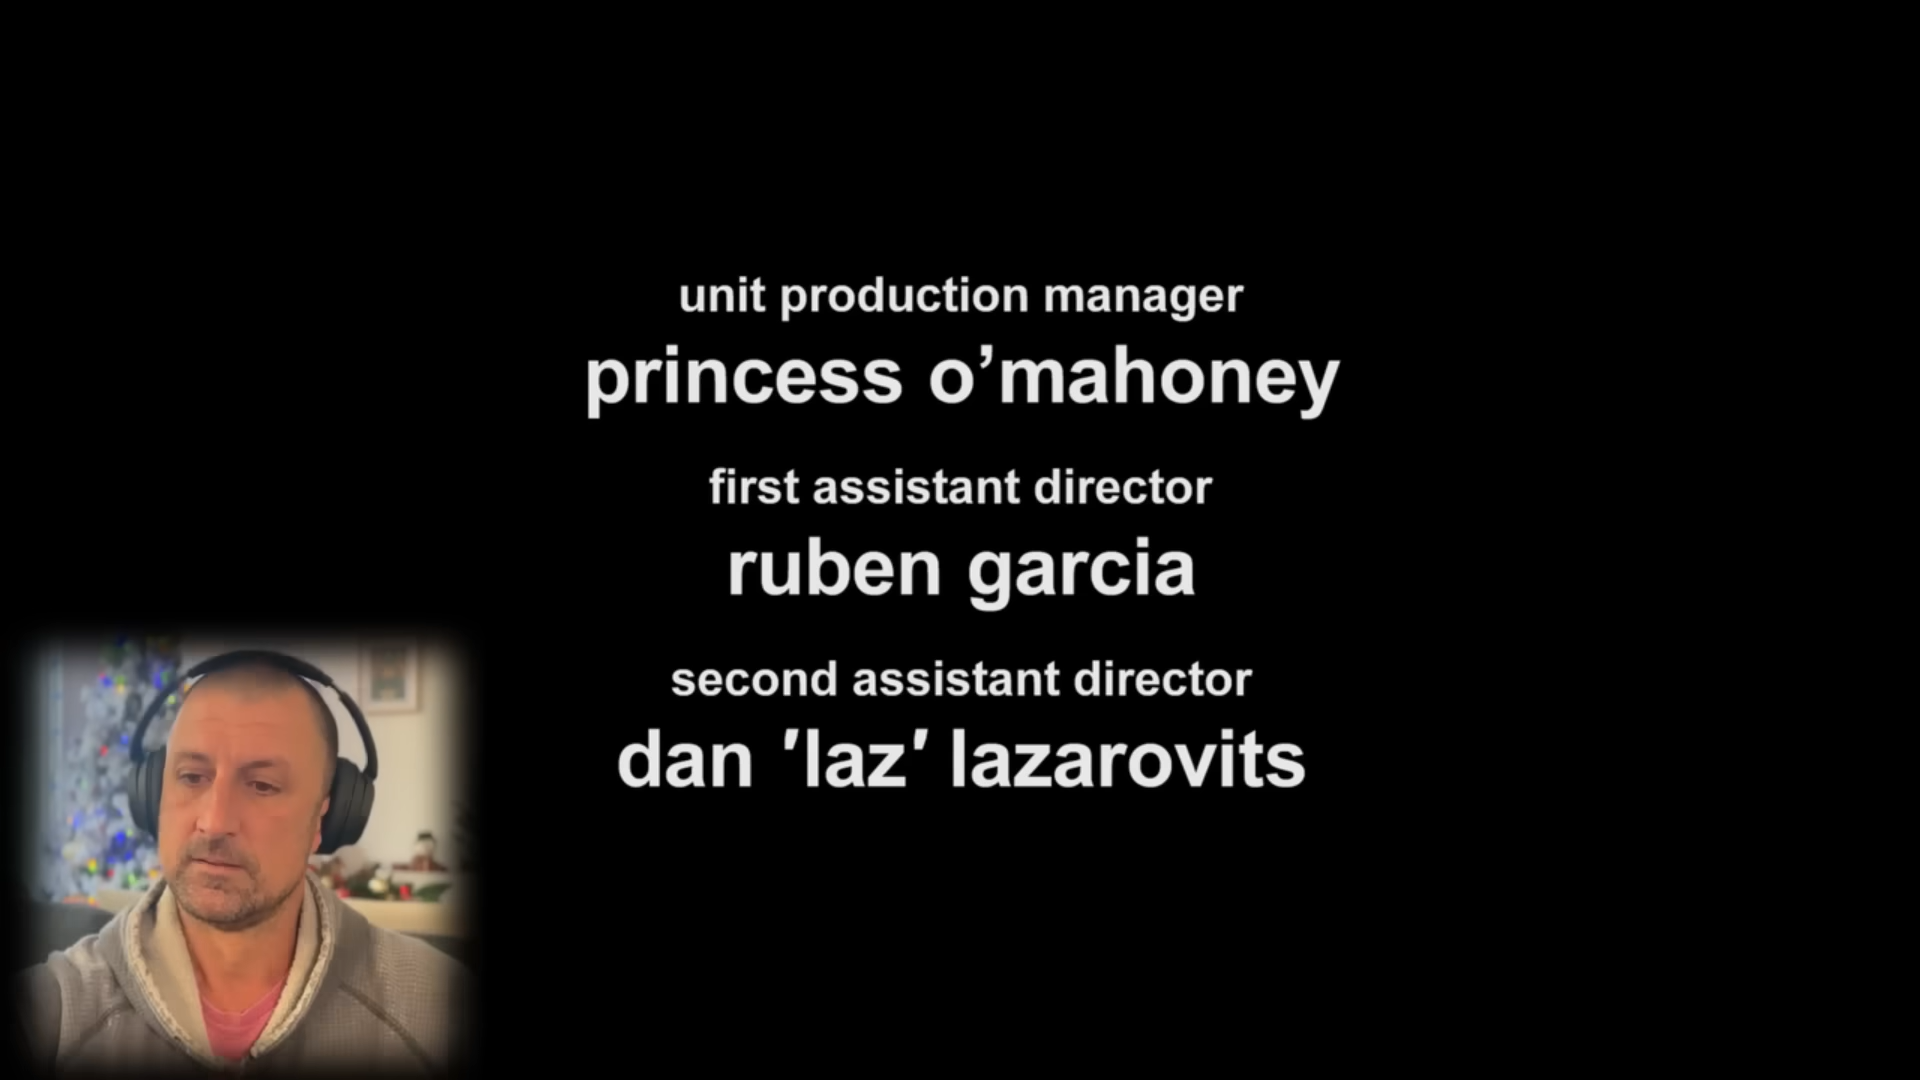 unit production manager
princess o’mahoney
first assistant director
ruben garcia
second assistant director
dan 'laz' lazarovits